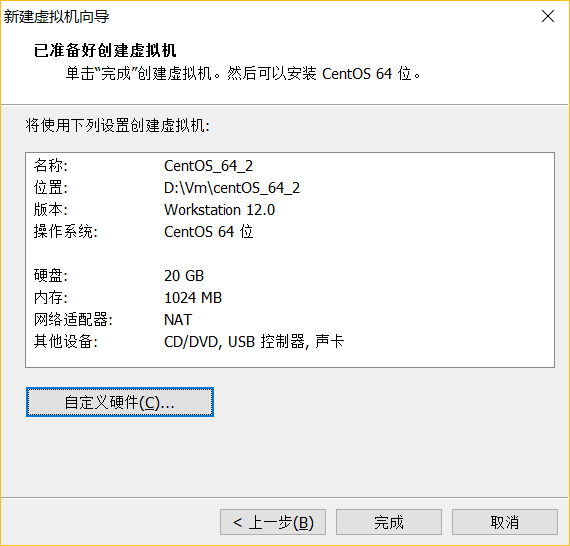 新建虚拟机向导
已准备好创建虚拟机
单击“完成”创建虚拟机。然后可以安装 CentOS 64 位。
将使用下列设置创建虚拟机:
名称: CentOS_64_2
位置: D:\Vm\centOS_64_2
版本: Workstation 12.0
操作系统: CentOS 64 位
硬盘: 20 GB
内存: 1024 MB
网络适配器: NAT
其他设备: CD/DVD, USB 控制器, 声卡
自定义硬件(C)...
< 上一步(B) 完成 取消